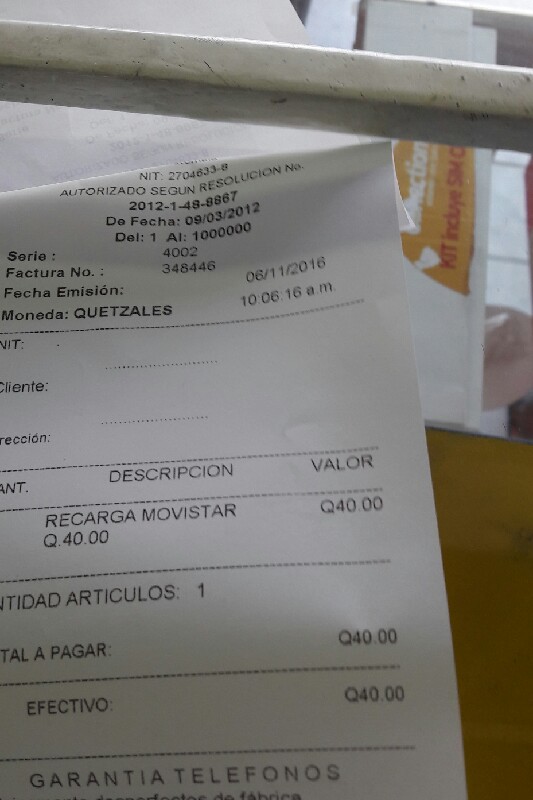 NIT: 2704633-8
AUTORIZADO SEGUN RESOLUCION No.
2012-1-48-8867
De Fecha: 09/03/2012
Del: 1 Al: 1000000
Serie : 4002
Factura No. : 348446
Fecha Emisión: 06/11/2016
10:06:16 a.m.
Moneda: QUETZALES
NIT:
Cliente:
rección:
ANT. DESCRIPCION VALOR
RECARGA MOVISTAR Q40.00
Q.40.00
NTIDAD ARTICULOS: 1
TAL A PAGAR: Q40.00
EFECTIVO: Q40.00
GARANTIA TELEFONOS
desperfectos de fábrica
KIT incluye SIM